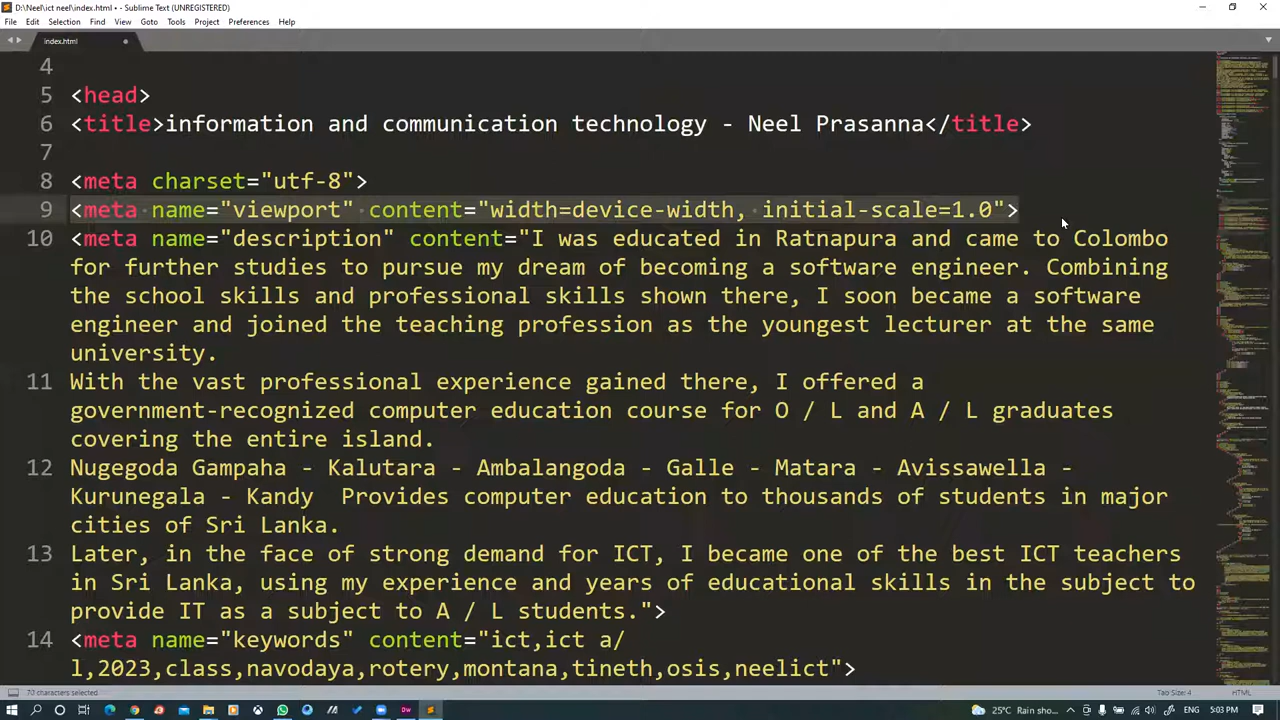 D:\Neel\ict neel\index.html • - Sublime Text (UNREGISTERED)
File Edit Selection Find View Goto Tools Project Preferences Help
index.html
4
5 <head>
6 <title>information and communication technology - Neel Prasanna</title>
7
8 <meta charset="utf-8">
9 <meta name="viewport" content="width=device-width, initial-scale=1.0">
10 <meta name="description" content="I was educated in Ratnapura and came to Colombo
for further studies to pursue my dream of becoming a software engineer. Combining
the school skills and professional skills shown there, I soon became a software
engineer and joined the teaching profession as the youngest lecturer at the same
university.
11 With the vast professional experience gained there, I offered a
government-recognized computer education course for O / L and A / L graduates
covering the entire island.
12 Nugegoda Gampaha - Kalutara - Ambalangoda - Galle - Matara - Avissawella -
Kurunegala - Kandy  Provides computer education to thousands of students in major
cities of Sri Lanka.
13 Later, in the face of strong demand for ICT, I became one of the best ICT teachers
in Sri Lanka, using my experience and years of educational skills in the subject to
provide IT as a subject to A / L students.">
14 <meta name="keywords" content="ict,ict a/
l,2023,class,navodaya,rotery,montana,tineth,osis,neelict">
70 characters selected Tab Size: 4 HTML
25°C Rain sho... ENG 5:03 PM